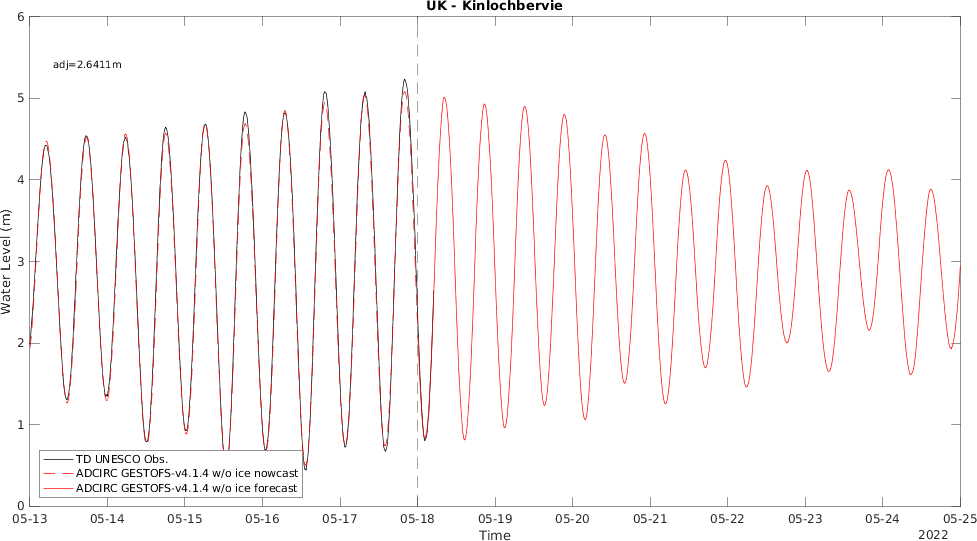 UK - Kinlochbervie
adj=2.6411m
6
5
4
3
2
1
0
Water Level (m)
TD UNESCO Obs.
ADCIRC GESTOFS-v4.1.4 w/o ice nowcast
ADCIRC GESTOFS-v4.1.4 w/o ice forecast
05-13 05-14 05-15 05-16 05-17 05-18 05-19 05-20 05-21 05-22 05-23 05-24 05-25
Time
2022